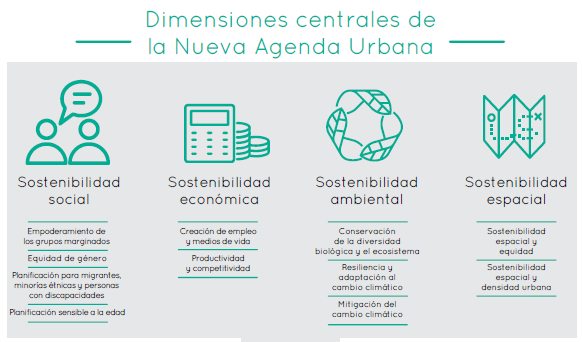 Dimensiones centrales de
la Nueva Agenda Urbana
Sostenibilidad
social
Empoderamiento de
los grupos marginados
Equidad de género
Planificación para migrantes,
minorías étnicas y personas
con discapacidades
Planificación sensible a la edad
Sostenibilidad
económica
Creación de empleo
y medios de vida
Productividad
y competitividad
Sostenibilidad
ambiental
Conservación
de la diversidad
biológica y el ecosistema
Resiliencia y
adaptación al
cambio climático
Mitigación del
cambio climático
Sostenibilidad
espacial
Sostenibilidad
espacial y
equidad
Sostenibilidad
espacial y
densidad urbana